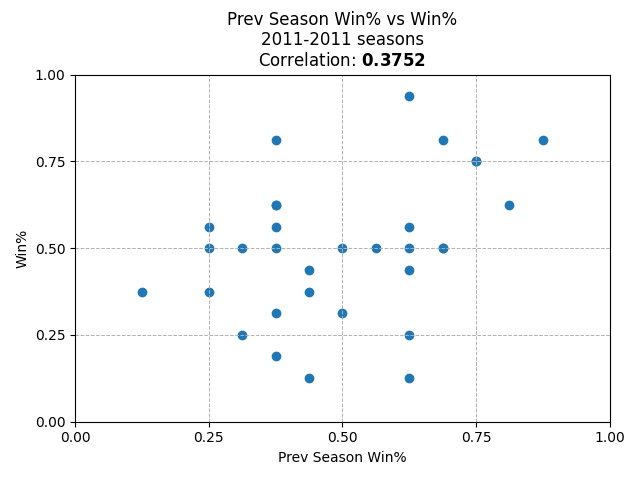 Prev Season Win% vs Win%
2011-2011 seasons
Correlation: 0.3752
1.00
0.75
0.50
0.25
0.00
Win%
0.00 0.25 0.50 0.75 1.00
Prev Season Win%